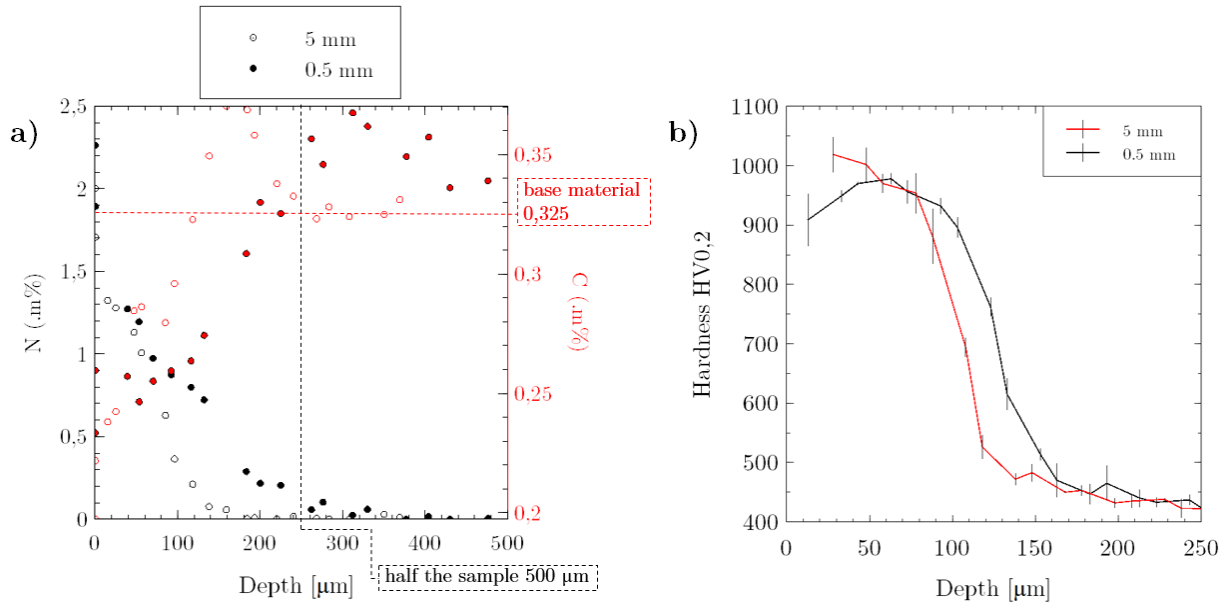 5 mm
0.5 mm
a)
2,5
2
1,5
1
0,5
0
N (.m%)
0
100
200
300
400
500
Depth [µm]
0,35
0,3
0,25
0,2
C (.m%)
base material
0,325
half the sample 500 µm
b)
5 mm
0.5 mm
1100
1000
900
800
700
600
500
400
Hardness HV0,2
0
50
100
150
200
250
Depth [µm]